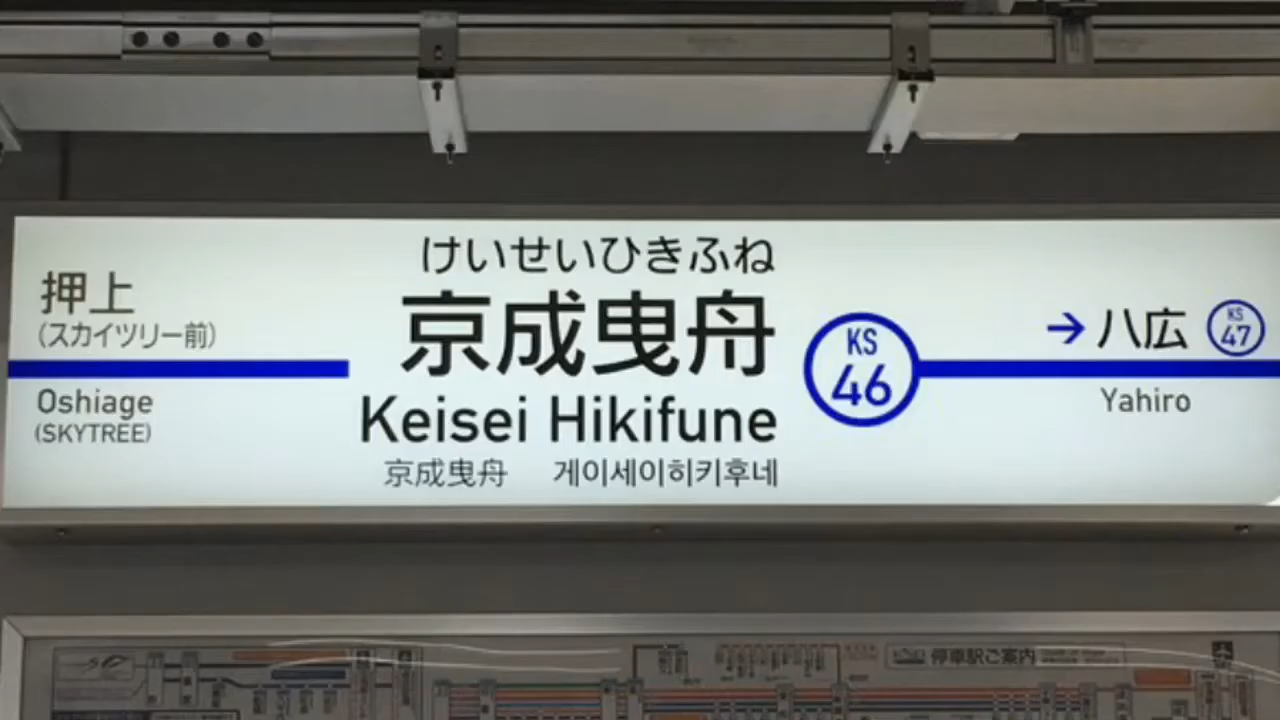 押上
(スカイツリー前)
Oshiage
(SKYTREE)
けいせいひきふね
京成曳舟
Keisei Hikifune
京成曳舟 게이세이히키후네
KS
46
→ 八広
KS
47
Yahiro
停車駅ご案内